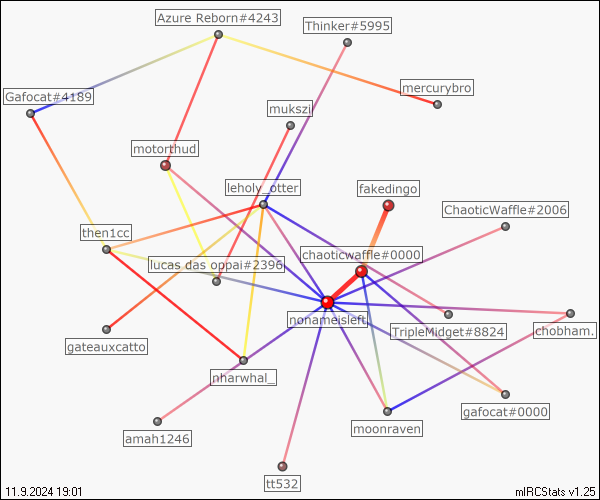 Azure Reborn#4243
Thinker#5995
mercurybro
Gafocat#4189
mukszi
motorthud
leholy_otter
fakedingo
ChaoticWaffle#2006
then1cc
chaoticwaffle#0000
lucas das oppai#2396
nonameisleft
TripleMidget#8824
chobham.
gateauxcatto
nharwhal_
gafocat#0000
moonraven
amah1246
tt532
11.9.2024 19:01
mIRCStats v1.25